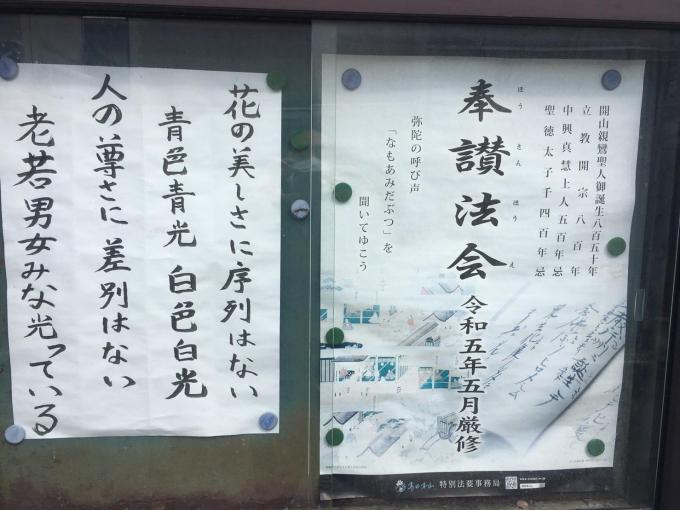 開山親鸞聖人御誕生八百五十年
立教開宗八百年
中興真慧上人五百年忌
聖徳太子千四百年忌
ほうさんほうえ
奉讃法会
令和五年五月厳修
弥陀の呼び声
「なもあみだぶつ」を
聞いてゆこう
特別法要事務局
花の美しさに序列はない
青色青光 白色白光
人の尊さに差別はない
老若男女みな光っている